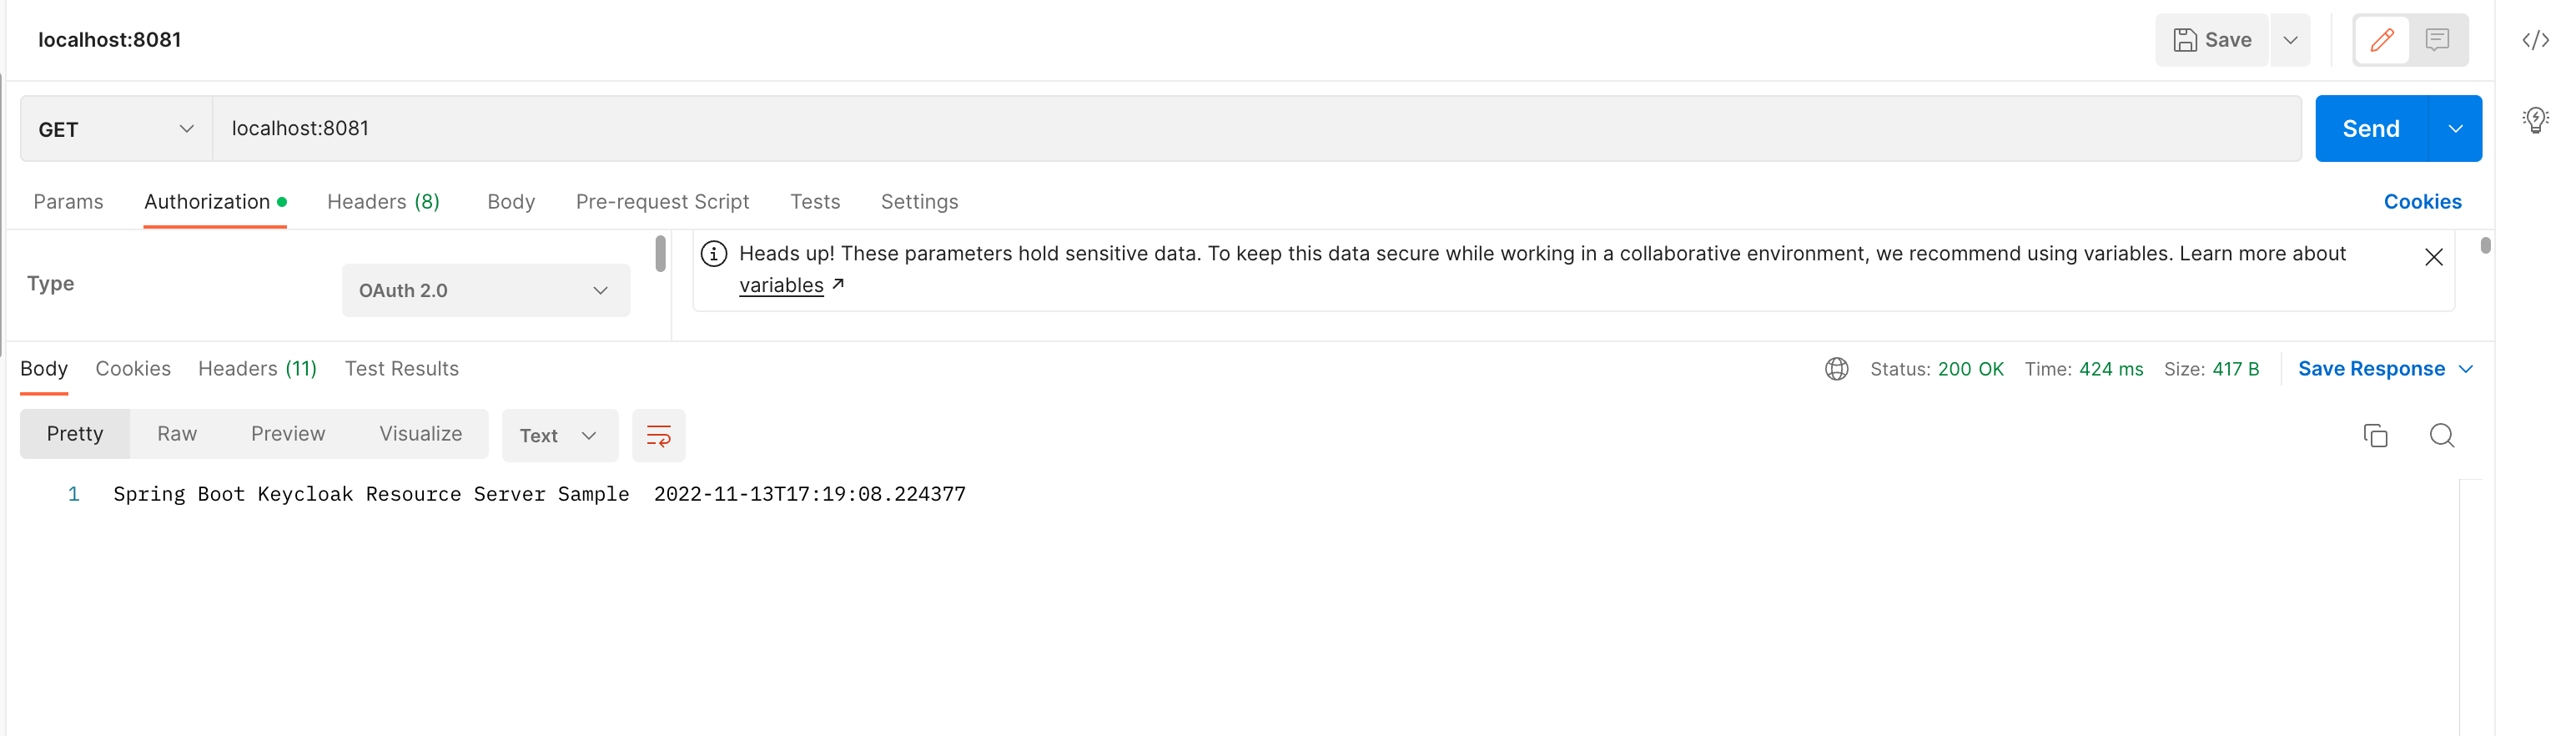 localhost:8081
Save
GET localhost:8081 Send
Params Authorization Headers (8) Body Pre-request Script Tests Settings Cookies
Type OAuth 2.0
Heads up! These parameters hold sensitive data. To keep this data secure while working in a collaborative environment, we recommend using variables. Learn more about
variables ↗
Body Cookies Headers (11) Test Results Status: 200 OK Time: 424 ms Size: 417 B Save Response
Pretty Raw Preview Visualize Text
1 Spring Boot Keycloak Resource Server Sample  2022-11-13T17:19:08.224377